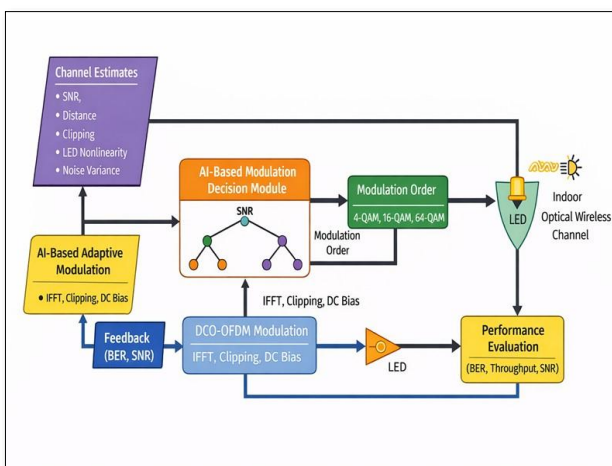 Channel Estimates
• SNR,
• Distance
• Clipping
• LED Nonlinearity
• Noise Variance
AI-Based Modulation
Decision Module
SNR
Modulation Order
4-QAM, 16-QAM, 64-QAM
Modulation
Order
LED
Indoor
Optical Wireless
Channel
AI-Based Adaptive
Modulation
• IFFT, Clipping, DC Bias
IFFT, Clipping, DC Bias
Feedback
(BER, SNR)
DCO-OFDM Modulation
IFFT, Clipping, DC Bias
LED
Performance
Evaluation
(BER, Throughput, SNR)